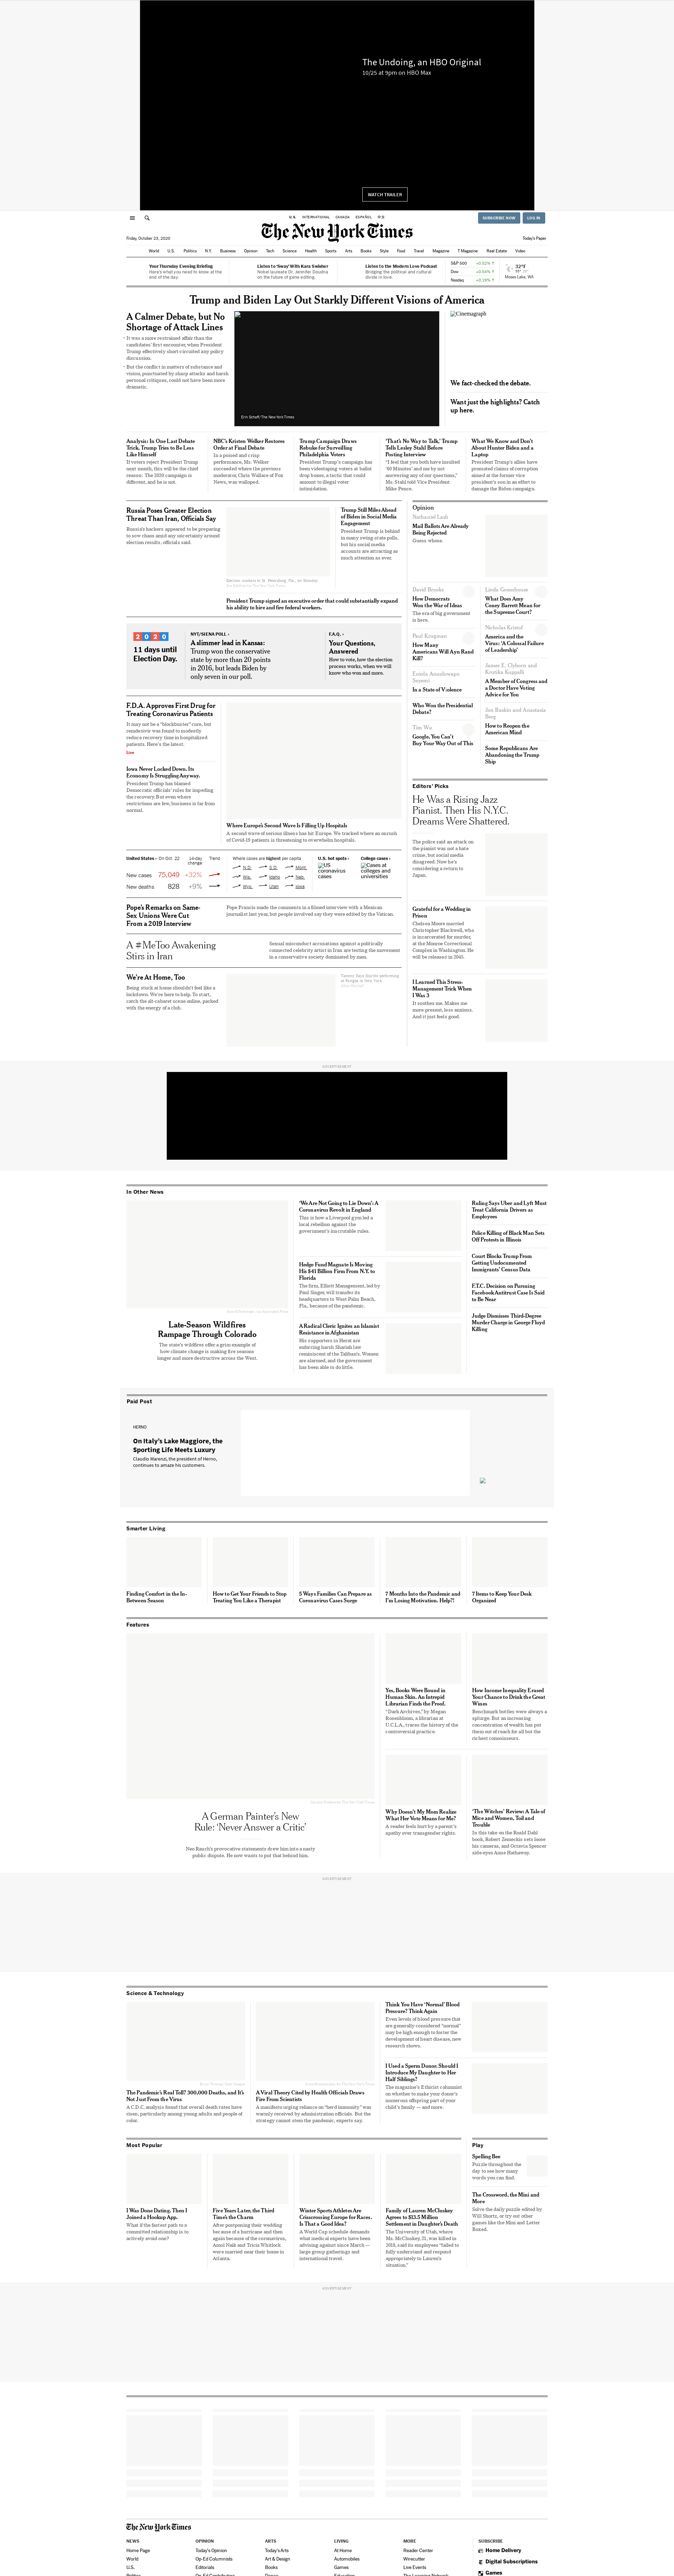 The Undoing, an HBO Original
10/25 at 9pm on HBO Max
WATCH TRAILER
U.S. INTERNATIONAL CANADA ESPAÑOL 中文
SUBSCRIBE NOW LOG IN
The New York Times
Friday, October 23, 2020
Today's Paper
World U.S. Politics N.Y. Business Opinion Tech Science Health Sports Arts Books Style Food Travel Magazine T Magazine Real Estate Video
Your Thursday Evening Briefing
Here's what you need to know at the
end of the day.
Listen to 'Sway' With Kara Swisher
Nobel laureate Dr. Jennifer Doudna
on the future of gene editing.
Listen to the Modern Love Podcast
Bridging the political and cultural
divide in love.
S&P 500 +0.52% ↑
Dow +0.54% ↑
Nasdaq +0.19% ↑
32°F
Moses Lake, WA
Trump and Biden Lay Out Starkly Different Visions of America
A Calmer Debate, but No
Shortage of Attack Lines
• It was a more restrained affair than the
candidates' first encounter, when President
Trump effectively short-circuited any policy
discussion.
• But the conflict in matters of substance and
vision, punctuated by sharp attacks and harsh
personal critiques, could not have been more
dramatic.
Erin Schaff/The New York Times
Cinemagraph
We fact-checked the debate.
Want just the highlights? Catch
up here.
Analysis: In One Last Debate
Trick, Trump Tries to Be Less
Like Himself
If voters reject President Trump
next month, this will be the chief
reason: The 2020 campaign is
different, and he is not.
NBC's Kristen Welker Restores
Order at Final Debate
In a poised and crisp
performance, Ms. Welker
succeeded where the previous
moderator, Chris Wallace of Fox
News, was walloped.
Trump Campaign Draws
Rebuke for Surveilling
Philadelphia Voters
President Trump's campaign has
been videotaping voters at ballot
drop boxes, a tactic that could
amount to illegal voter
intimidation.
'That's No Way to Talk,' Trump
Tells Lesley Stahl Before
Posting Interview
"I feel that you both have insulted
'60 Minutes' and me by not
answering any of our questions,"
Ms. Stahl told Vice President
Mike Pence.
What We Know and Don't
About Hunter Biden and a
Laptop
President Trump's allies have
promoted claims of corruption
aimed at the former vice
president's son in an effort to
damage the Biden campaign.
Russia Poses Greater Election
Threat Than Iran, Officials Say
Russia's hackers appeared to be preparing
to sow chaos amid any uncertainty around
election results, officials said.
Election workers in St. Petersburg, Fla., on Monday.
Trump Still Miles Ahead
of Biden in Social Media
Engagement
President Trump is behind
in many swing-state polls,
but his social media
accounts are attracting as
much attention as ever.
President Trump signed an executive order that could substantially expand
his ability to hire and fire federal workers.
2020
11 days until
Election Day.
NYT/SIENA POLL ›
A slimmer lead in Kansas:
Trump won the conservative
state by more than 20 points
in 2016, but leads Biden by
only seven in our poll.
F.A.Q. ›
Your Questions,
Answered
How to vote, how the election
process works, when we will
know who won and more.
F.D.A. Approves First Drug for
Treating Coronavirus Patients
It may not be a "blockbuster" cure, but
remdesivir was found to modestly
reduce recovery time in hospitalized
patients. Here's the latest.
Live
Iowa Never Locked Down. Its
Economy Is Struggling Anyway.
President Trump has blamed
Democratic officials' rules for impeding
the recovery. But even where
restrictions are few, business is far from
normal.
Where Europe's Second Wave Is Filling Up Hospitals
A second wave of serious illness has hit Europe. We tracked where an onrush
of Covid-19 patients is threatening to overwhelm hospitals.
United States › On Oct. 22 14-day change Trend
New cases 75,049 +32%
New deaths 828 +9%
Where cases are highest per capita
N.D. S.D. Mont.
Wis. Idaho Neb.
Wyo. Utah Iowa
U.S. hot spots ›
US
coronavirus
cases
College cases ›
Cases at
colleges and
universities
Pope's Remarks on Same-
Sex Unions Were Cut
From a 2019 Interview
Pope Francis made the comments in a filmed interview with a Mexican
journalist last year, but people involved say they were edited by the Vatican.
A #MeToo Awakening
Stirs in Iran
Sexual misconduct accusations against a politically
connected celebrity artist in Iran are testing the movement
in a conservative society dominated by men.
We're At Home, Too
Being stuck at home shouldn't feel like a
lockdown. We're here to help. To start,
catch the alt-cabaret scene online, packed
with the energy of a club.
Tammy Faye Starlite performing
at Pangea in New York.
Opinion
Nathaniel Lash
Mail Ballots Are Already
Being Rejected
Guess whose.
David Brooks
How Democrats
Won the War of Ideas
The era of big government
is here.
Paul Krugman
How Many
Americans Will Ayn Rand
Kill?
In a State of Violence
Who Won the Presidential
Debate?
Tim Wu
Google, You Can't
Buy Your Way Out of This
Linda Greenhouse
What Does Amy
Coney Barrett Mean for
the Supreme Court?
Nicholas Kristof
America and the
Virus: 'A Colossal Failure
of Leadership'
James E. Clyburn and
Kritika Kuppalli
A Member of Congress and
a Doctor Have Voting
Advice for You
Jon Baskin and Anastasia
Berg
How to Reopen the
American Mind
Some Republicans Are
Abandoning the Trump
Ship
Editors' Picks
He Was a Rising Jazz
Pianist. Then His N.Y.C.
Dreams Were Shattered.
The police said an attack on
the pianist was not a hate
crime, but social media
disagreed. Now he's
considering a return to
Japan.
Grateful for a Wedding in
Prison
Chelsea Moore married
Christopher Blackwell, who
is incarcerated for murder,
at the Monroe Correctional
Complex in Washington. He
will be released in 2045.
I Learned This Stress-
Management Trick When
I Was 3
It soothes me. Makes me
more present, less anxious.
And it just feels good.
ADVERTISEMENT
In Other News
Late-Season Wildfires
Rampage Through Colorado
The state's wildfires offer a grim example of
how climate change is making fire seasons
longer and more destructive across the West.
'We Are Not Going to Lie Down': A
Coronavirus Revolt in England
This is how a Liverpool gym led a
local rebellion against the
government's inscrutable rules.
Hedge Fund Magnate Is Moving
His $41 Billion Firm From N.Y. to
Florida
The firm, Elliott Management, led by
Paul Singer, will transfer its
headquarters to West Palm Beach,
Fla., because of the pandemic.
A Radical Cleric Ignites an Islamist
Resistance in Afghanistan
His supporters in Herat are
enforcing harsh Shariah law
reminiscent of the Taliban's. Women
are alarmed, and the government
has been able to do little.
Ruling Says Uber and Lyft Must
Treat California Drivers as
Employees
Police Killing of Black Man Sets
Off Protests in Illinois
Court Blocks Trump From
Getting Undocumented
Immigrants' Census Data
F.T.C. Decision on Pursuing
Facebook Antitrust Case Is Said
to Be Near
Judge Dismisses Third-Degree
Murder Charge in George Floyd
Killing
Paid Post
HERNO
On Italy's Lake Maggiore, the
Sporting Life Meets Luxury
Claudio Marenzi, the president of Herno,
continues to amaze his customers.
Smarter Living
Finding Comfort in the In-
Between Season
How to Get Your Friends to Stop
Treating You Like a Therapist
5 Ways Families Can Prepare as
Coronavirus Cases Surge
7 Months Into the Pandemic and
I'm Losing Motivation. Help?!
7 Items to Keep Your Desk
Organized
Features
A German Painter's New
Rule: 'Never Answer a Critic'
Neo Rauch's provocative statements drew him into a nasty
public dispute. He now wants to put that behind him.
Yes, Books Were Bound in
Human Skin. An Intrepid
Librarian Finds the Proof.
"Dark Archives," by Megan
Rosenbloom, a librarian at
U.C.L.A., traces the history of the
controversial practice.
How Income Inequality Erased
Your Chance to Drink the Great
Wines
Benchmark bottles were always a
splurge. But an increasing
concentration of wealth has put
them out of reach for all but the
richest connoisseurs.
Why Doesn't My Mom Realize
What Her Vote Means for Me?
A reader feels hurt by a parent's
apathy over transgender rights.
'The Witches' Review: A Tale of
Mice and Women, Toil and
Trouble
In this take on the Roald Dahl
book, Robert Zemeckis sets loose
his cameras, and Octavia Spencer
side-eyes Anne Hathaway.
ADVERTISEMENT
Science & Technology
The Pandemic's Real Toll? 300,000 Deaths, and It's
Not Just From the Virus
A C.D.C. analysis found that overall death rates have
risen, particularly among young adults and people of
color.
A Viral Theory Cited by Health Officials Draws
Fire From Scientists
A manifesto urging reliance on "herd immunity" was
warmly received by administration officials. But the
strategy cannot stem the pandemic, experts say.
Think You Have 'Normal' Blood
Pressure? Think Again
Even levels of blood pressure that
are generally considered "normal"
may be high enough to foster the
development of heart disease, new
research shows.
I Used a Sperm Donor. Should I
Introduce My Daughter to Her
Half Siblings?
The magazine's Ethicist columnist
on whether to make your donor's
numerous offspring part of your
child's family — and more.
Most Popular
I Was Done Dating. Then I
Joined a Hookup App.
What if the fastest path to a
committed relationship is to
actively avoid one?
Five Years Later, the Third
Time's the Charm
After postponing their wedding
because of a hurricane and then
again because of the coronavirus,
Anzel Naik and Tricia Whitlock
were married near their home in
Atlanta.
Winter Sports Athletes Are
Crisscrossing Europe for Races.
Is That a Good Idea?
A World Cup schedule demands
what medical experts have been
advising against since March —
large group gatherings and
international travel.
Family of Lauren McCluskey
Agrees to $13.5 Million
Settlement in Daughter's Death
The University of Utah, where
Ms. McCluskey, 21, was killed in
2018, said its employees "failed to
fully understand and respond
appropriately to Lauren's
situation."
Play
Spelling Bee
Puzzle throughout the
day to see how many
words you can find.
The Crossword, the Mini and
More
Solve the daily puzzle edited by
Will Shortz, or try out other
games like the Mini and Letter
Boxed.
ADVERTISEMENT
The New York Times
NEWS
Home Page
World
U.S.
Politics
OPINION
Today's Opinion
Op-Ed Columnists
Editorials
Op-Ed Contributors
ARTS
Today's Arts
Art & Design
Books
Dance
LIVING
At Home
Automobiles
Games
Education
MORE
Reader Center
Wirecutter
Live Events
The Learning Network
SUBSCRIBE
Home Delivery
Digital Subscriptions
Games